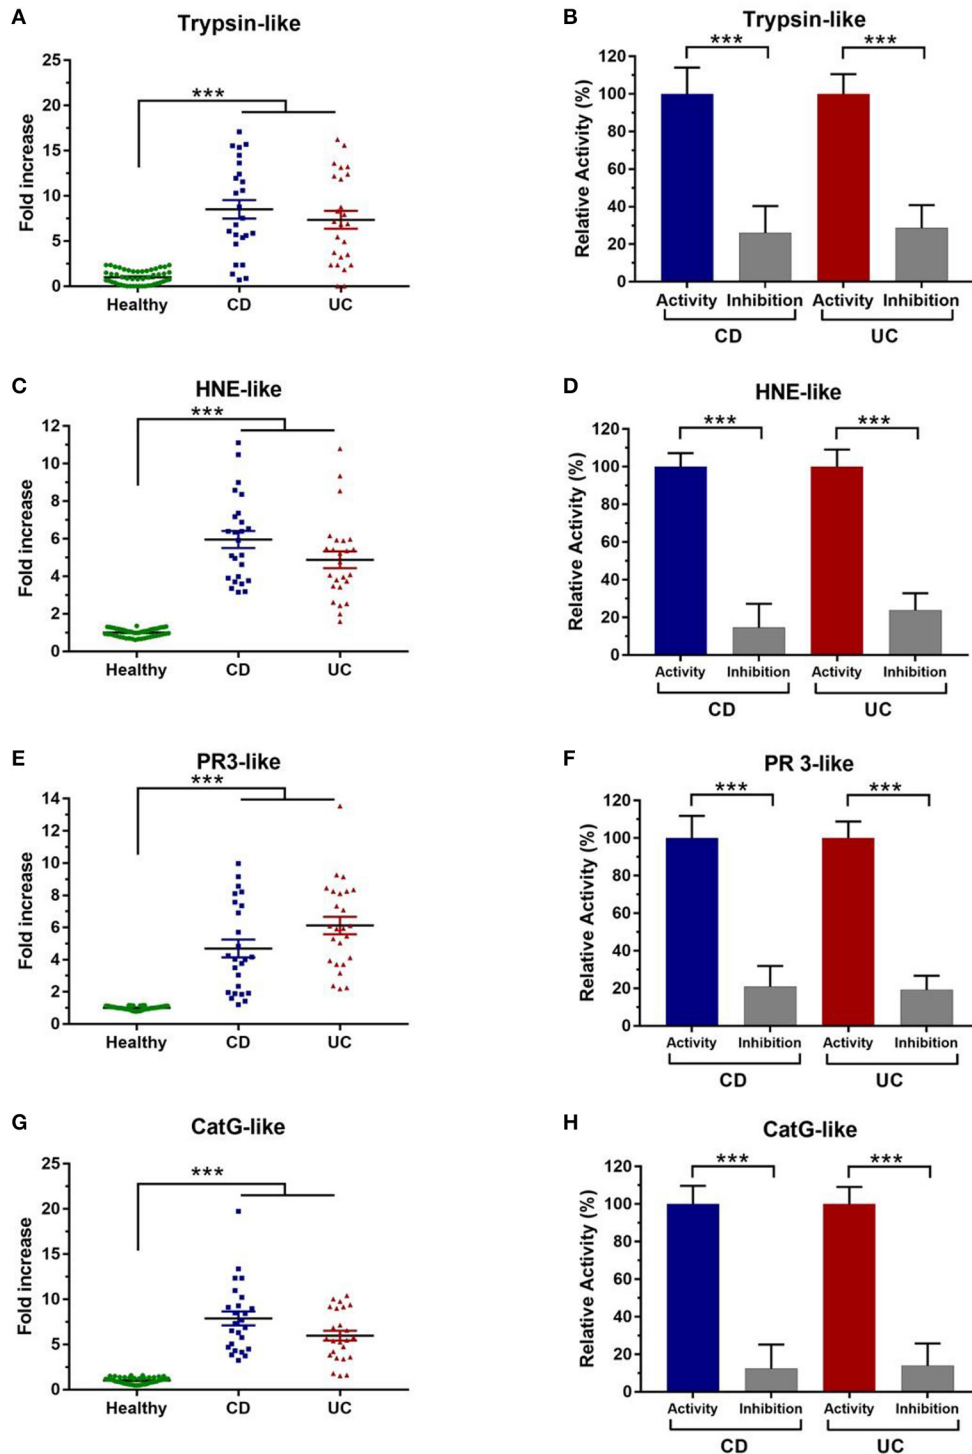 A
Trypsin-like
Fold increase
25
20
15
10
5
0
***
Healthy
CD
UC
B
Trypsin-like
Relative Activity (%)
120
100
80
60
40
20
0
***
***
Activity
Inhibition
Activity
Inhibition
CD
UC
C
HNE-like
Fold increase
12
10
8
6
4
2
0
***
Healthy
CD
UC
D
HNE-like
Relative Activity (%)
120
100
80
60
40
20
0
***
***
Activity
Inhibition
Activity
Inhibition
CD
UC
E
PR3-like
Fold increase
14
12
10
8
6
4
2
0
***
Healthy
CD
UC
F
PR 3-like
Relative Activity (%)
120
100
80
60
40
20
0
***
***
Activity
Inhibition
Activity
Inhibition
CD
UC
G
CatG-like
Fold increase
25
20
15
10
5
0
***
Healthy
CD
UC
H
CatG-like
Relative Activity (%)
120
100
80
60
40
20
0
***
***
Activity
Inhibition
Activity
Inhibition
CD
UC